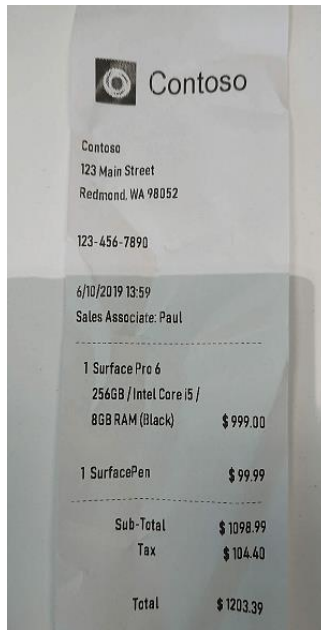 Contoso
Contoso
123 Main Street
Redmond, WA 98052
123-456-7890
6/10/2019 13:59
Sales Associate: Paul
1 Surface Pro 6
256GB / Intel Core i5 /
8GB RAM (Black) $ 999.00
1 SurfacePen $ 99.99
Sub-Total $ 1098.99
Tax $ 104.40
Total $ 1203.39